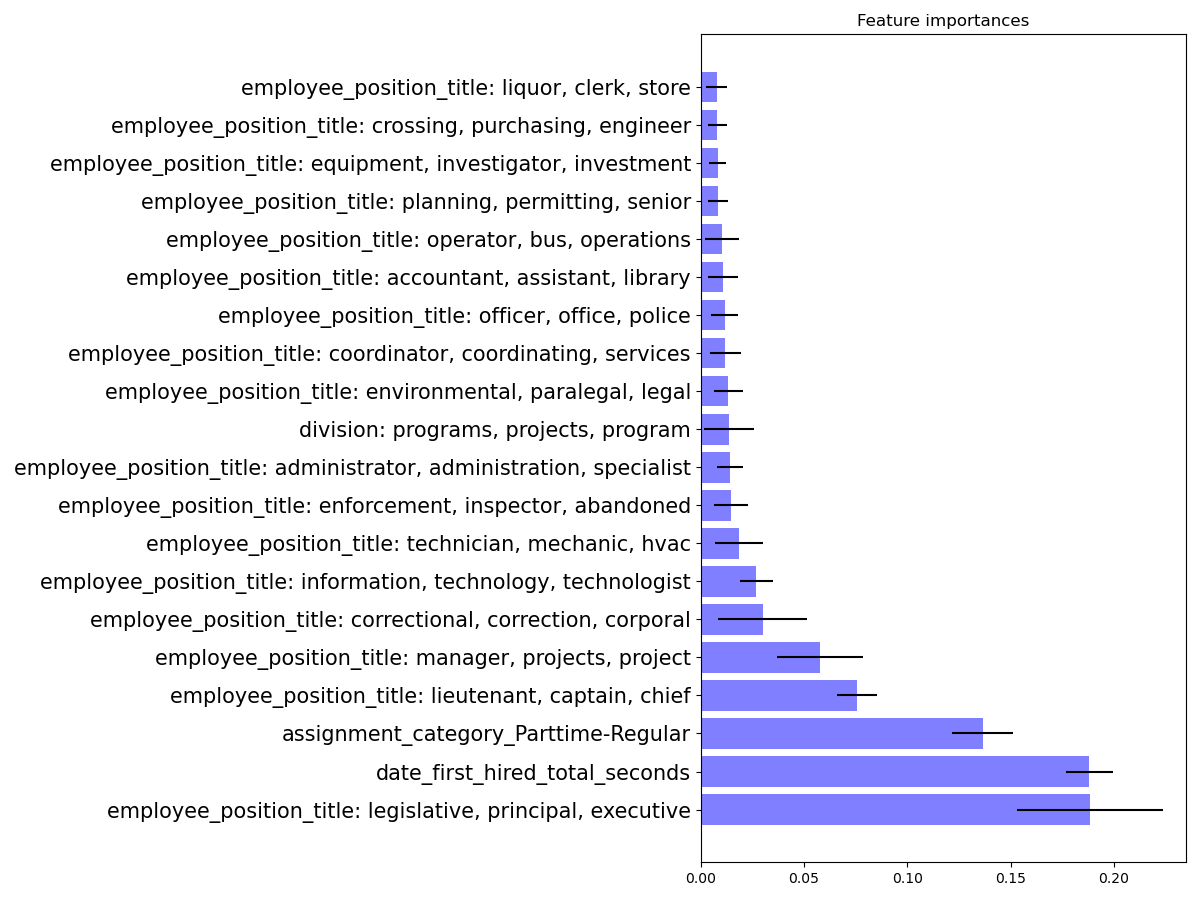 Feature importances
employee_position_title: liquor, clerk, store
employee_position_title: crossing, purchasing, engineer
employee_position_title: equipment, investigator, investment
employee_position_title: planning, permitting, senior
employee_position_title: operator, bus, operations
employee_position_title: accountant, assistant, library
employee_position_title: officer, office, police
employee_position_title: coordinator, coordinating, services
employee_position_title: environmental, paralegal, legal
division: programs, projects, program
employee_position_title: administrator, administration, specialist
employee_position_title: enforcement, inspector, abandoned
employee_position_title: technician, mechanic, hvac
employee_position_title: information, technology, technologist
employee_position_title: correctional, correction, corporal
employee_position_title: manager, projects, project
employee_position_title: lieutenant, captain, chief
assignment_category_Parttime-Regular
date_first_hired_total_seconds
employee_position_title: legislative, principal, executive
0.00 0.05 0.10 0.15 0.20